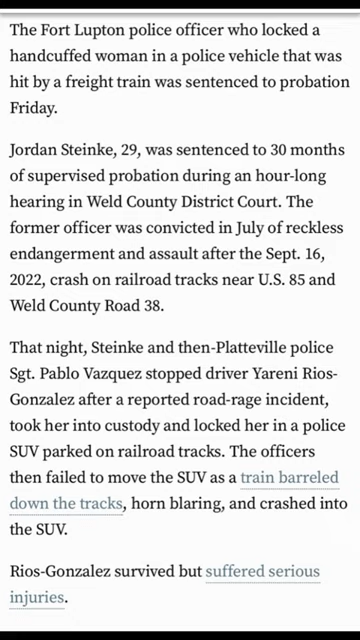 The Fort Lupton police officer who locked a
handcuffed woman in a police vehicle that was
hit by a freight train was sentenced to probation
Friday.
Jordan Steinke, 29, was sentenced to 30 months
of supervised probation during an hour-long
hearing in Weld County District Court. The
former officer was convicted in July of reckless
endangerment and assault after the Sept. 16,
2022, crash on railroad tracks near U.S. 85 and
Weld County Road 38.
That night, Steinke and then-Platteville police
Sgt. Pablo Vazquez stopped driver Yareni Rios-
Gonzalez after a reported road-rage incident,
took her into custody and locked her in a police
SUV parked on railroad tracks. The officers
then failed to move the SUV as a train barreled
down the tracks, horn blaring, and crashed into
the SUV.
Rios-Gonzalez survived but suffered serious
injuries.